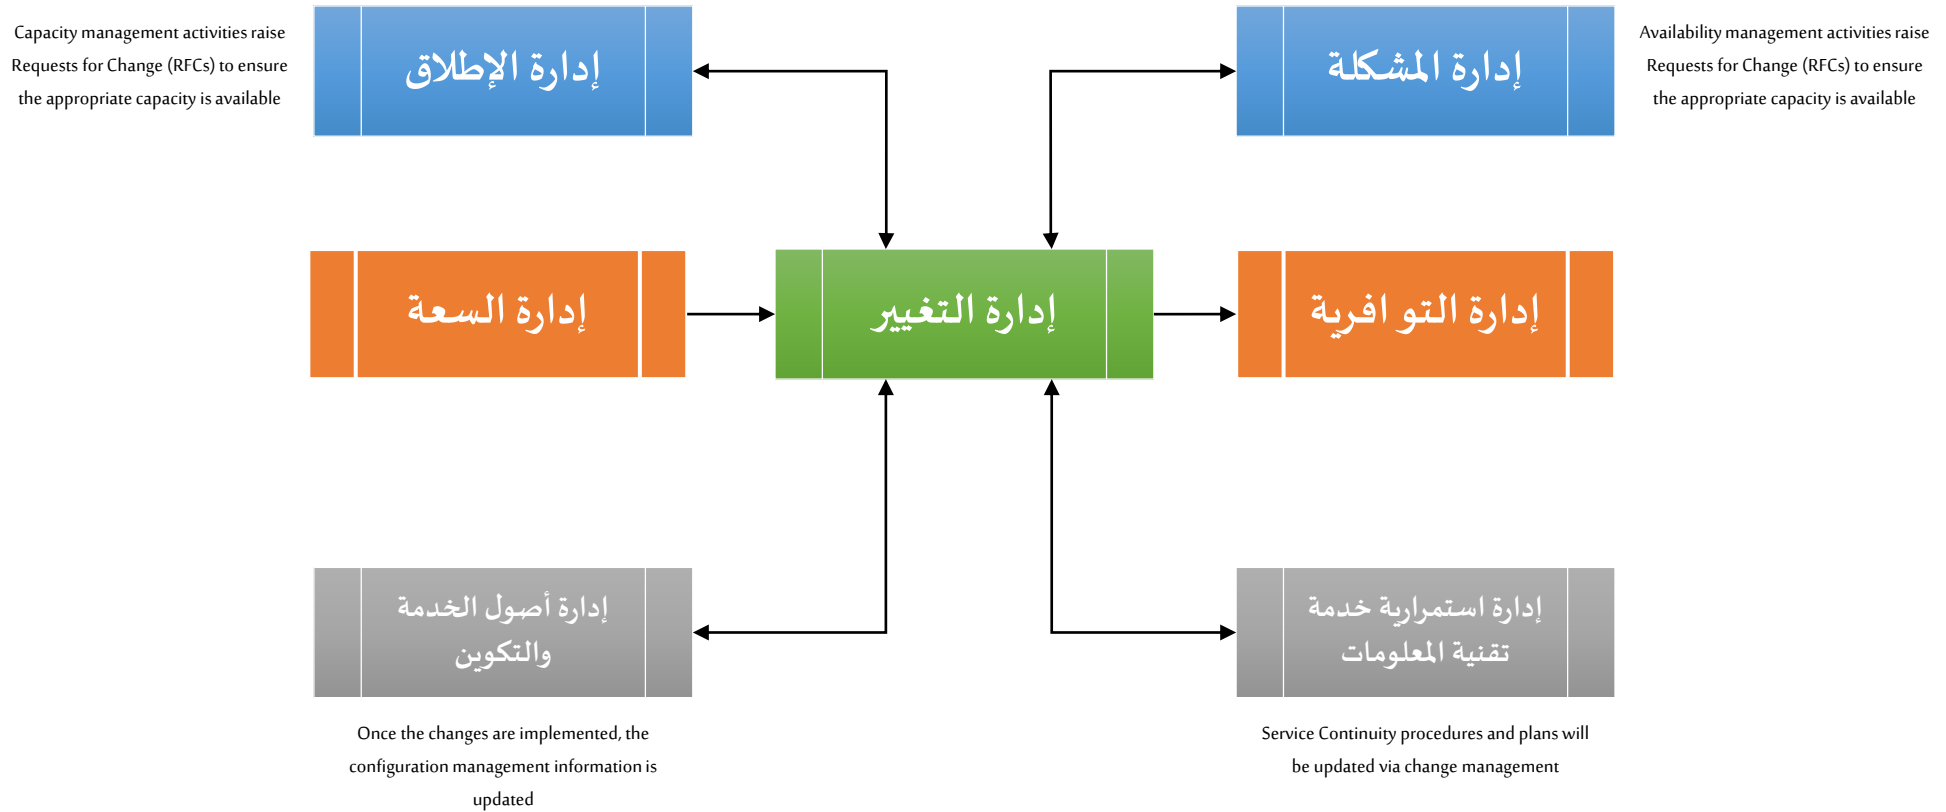 Capacity management activities raise
Requests for Change (RFCs) to ensure
the appropriate capacity is available
إدارة الإطلاق
إدارة المشكلة
Availability management activities raise
Requests for Change (RFCs) to ensure
the appropriate capacity is available
إدارة السعة
إدارة التغيير
إدارة التو افرية
إدارة أصول الخدمة
والتكوين
إدارة استمرارية خدمة
تقنية المعلومات
Once the changes are implemented, the
configuration management information is
updated
Service Continuity procedures and plans will
be updated via change management